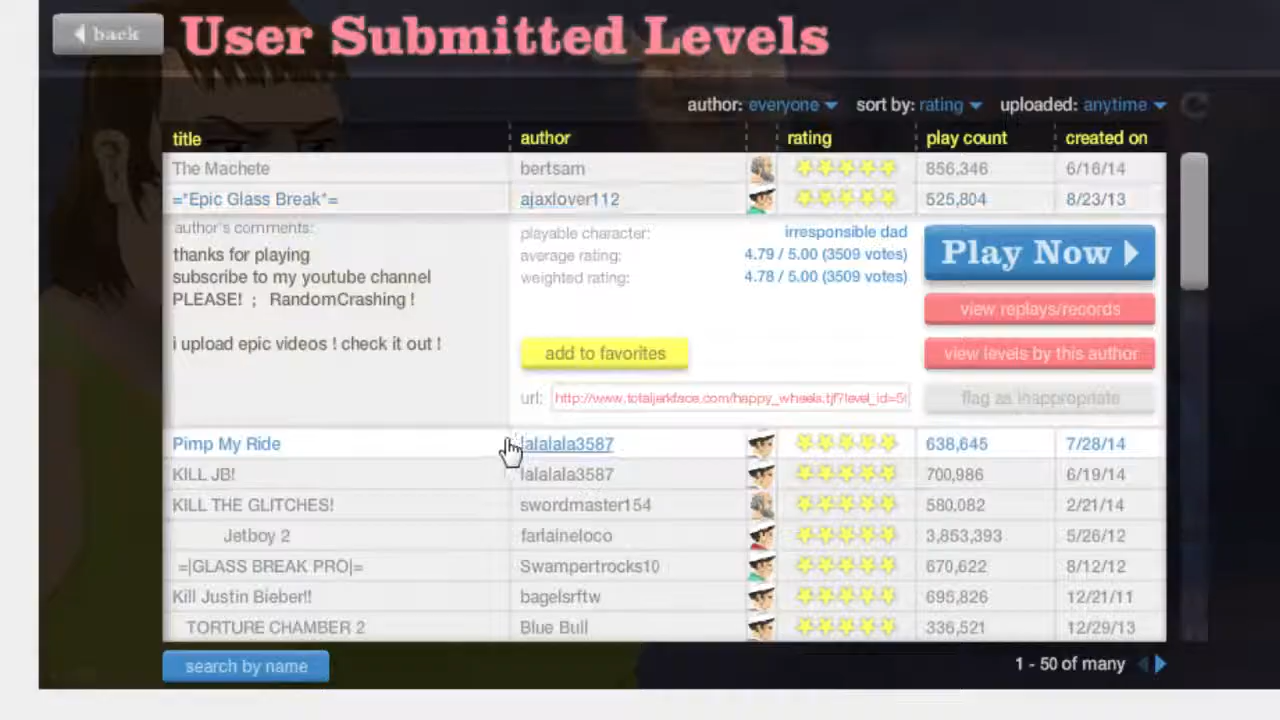 back
User Submitted Levels
author: everyone sort by: rating uploaded: anytime
title author rating play count created on
The Machete bertsam 856,346 6/16/14
=*Epic Glass Break*= ajaxlover112 525,804 8/23/13
author's comments:
thanks for playing
subscribe to my youtube channel
PLEASE! ; RandomCrashing !
i upload epic videos ! check it out !
playable character: irresponsible dad
average rating: 4.79 / 5.00 (3509 votes)
weighted rating: 4.78 / 5.00 (3509 votes)
add to favorites
url: http://www.totaljerkface.com/happy_wheels.tjf?level_id=5
Play Now
view replays/records
view levels by this author
flag as inappropriate
Pimp My Ride lalalala3587 638,645 7/28/14
KILL JB! lalalala3587 700,986 6/19/14
KILL THE GLITCHES! swordmaster154 580,082 2/21/14
Jetboy 2 farlaineloco 3,853,393 5/26/12
=|GLASS BREAK PRO|= Swampertrocks10 670,622 8/12/12
Kill Justin Bieber!! bagelsrftw 695,826 12/21/11
TORTURE CHAMBER 2 Blue Bull 336,521 12/29/13
search by name
1 - 50 of many